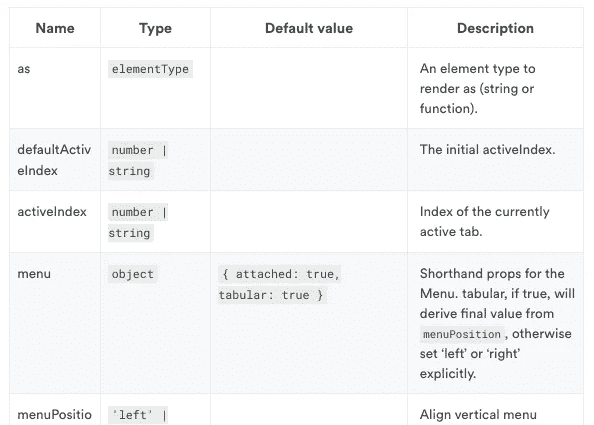 Name Type Default value Description
as elementType An element type to
render as (string or
function).
defaultActiv number | The initial activeIndex.
eIndex string
activeIndex number | Index of the currently
string active tab.
menu object { attached: true, Shorthand props for the
tabular: true } Menu. tabular, if true, will
derive final value from
menuPosition , otherwise
set ‘left’ or ‘right’
explicitly.
menuPositio 'left' | Align vertical menu